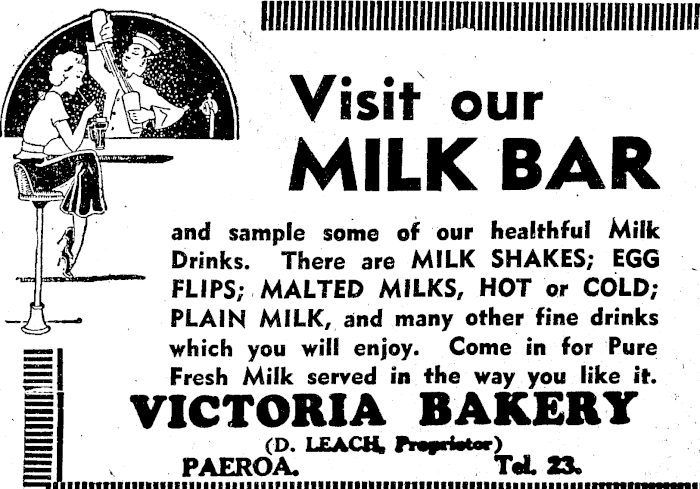 Visit our
MILK BAR
and sample some of our healthful Milk
Drinks. There are MILK SHAKES; EGG
FLIPS; MALTED MILKS, HOT or COLD;
PLAIN MILK, and many other fine drinks
which you will enjoy. Come in for Pure
Fresh Milk served in the way you like it.
VICTORIA BAKERY
(D. LEACH, Proprietor)
PAEROA. Tel. 23.